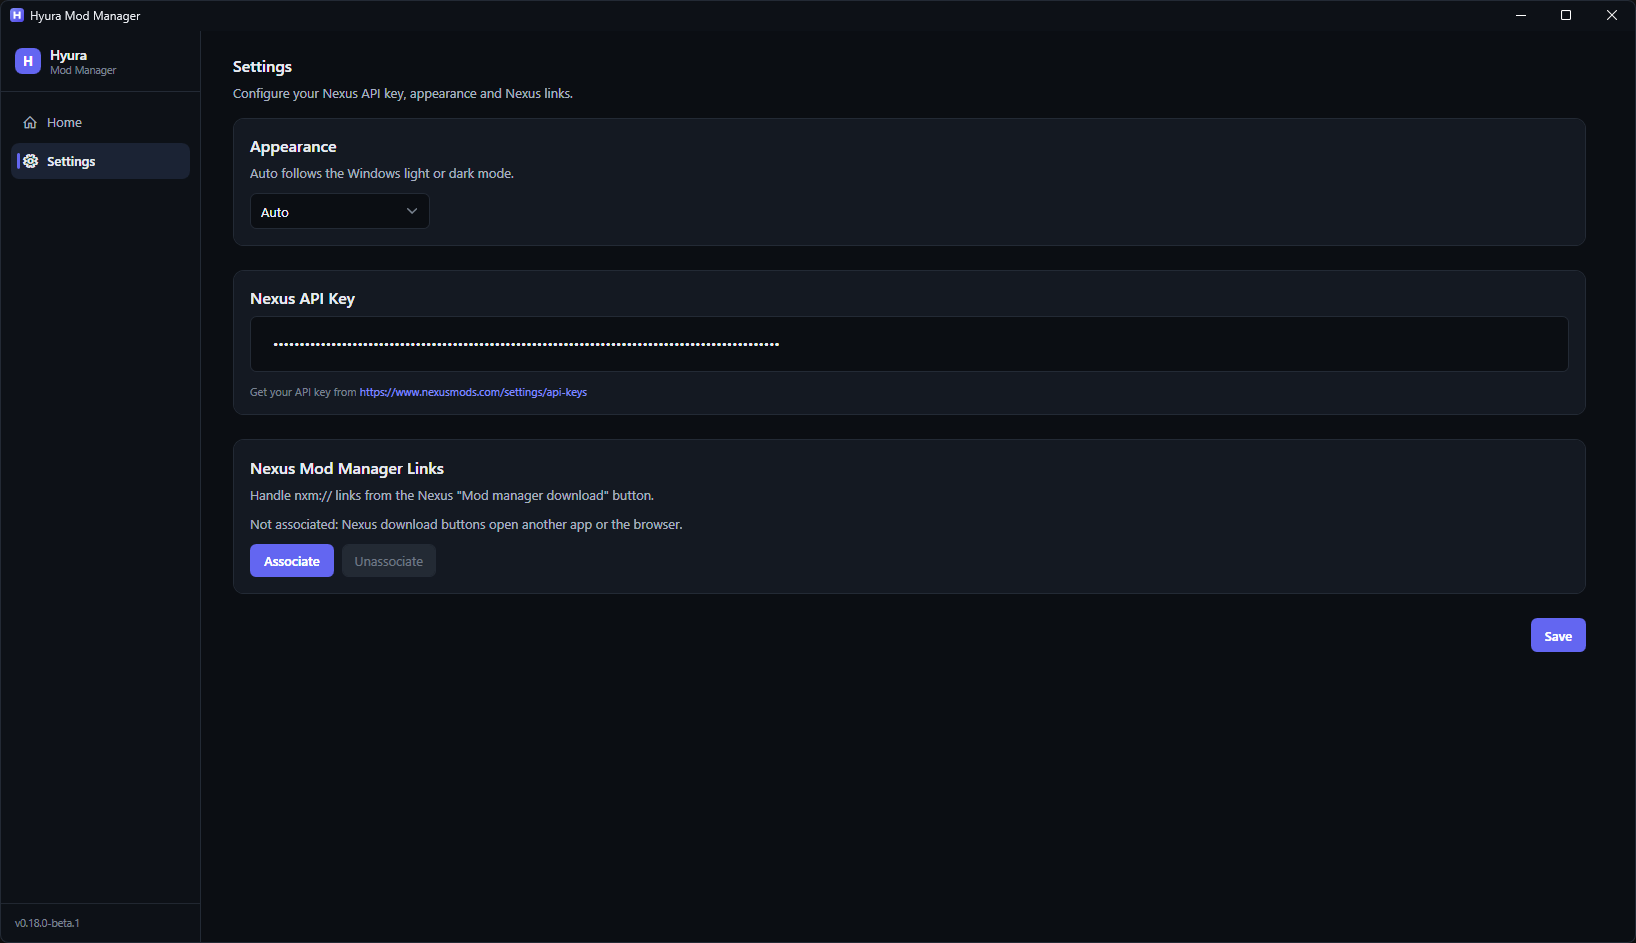 H Hyura Mod Manager
H
Hyura
Mod Manager
Home
Settings
v0.18.0-beta.1
Settings
Configure your Nexus API key, appearance and Nexus links.
Appearance
Auto follows the Windows light or dark mode.
Auto
Nexus API Key
Get your API key from https://www.nexusmods.com/settings/api-keys
Nexus Mod Manager Links
Handle nxm:// links from the Nexus "Mod manager download" button.
Not associated: Nexus download buttons open another app or the browser.
Associate Unassociate
Save